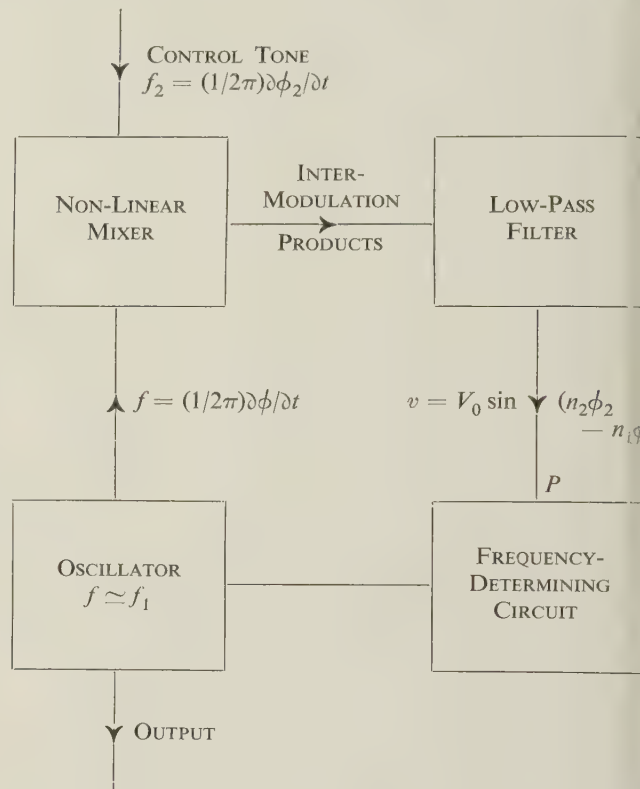 CONTROL TONE
f₂ = (1/2π)∂ϕ₂/∂t
NON-LINEAR
MIXER
INTER-
MODULATION
PRODUCTS
LOW-PASS
FILTER
f = (1/2π)∂ϕ/∂t
v = V₀ sin (n₂ϕ₂
— nᵢϕ
P
OSCILLATOR
f ≃ f₁
FREQUENCY-
DETERMINING
CIRCUIT
OUTPUT